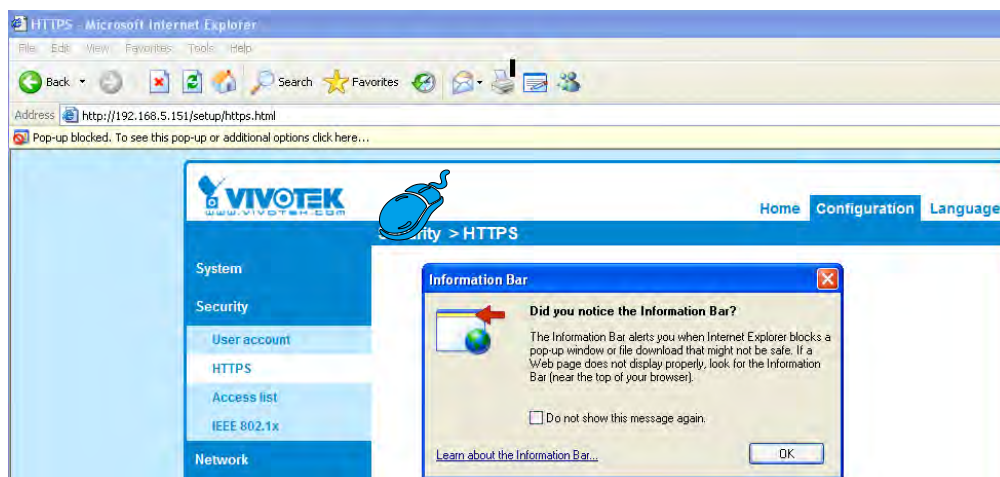 HTTPS - Microsoft Internet Explorer
File Edit View Favorites Tools Help
Back Search Favorites
Address http://192.168.5.151/setup/https.html
Pop-up blocked. To see this pop-up or additional options click here...
VIVOTEK
www.vivotek.com
Home Configuration Language
>HTTPS
System
Security
User account
HTTPS
Access list
IEEE 802.1x
Network
Information Bar
Did you notice the Information Bar?
The Information Bar alerts you when Internet Explorer blocks a
pop-up window or file download that might not be safe. If a
Web page does not display properly, look for the Information
Bar (near the top of your browser).
Do not show this message again.
Learn about the Information Bar...
OK